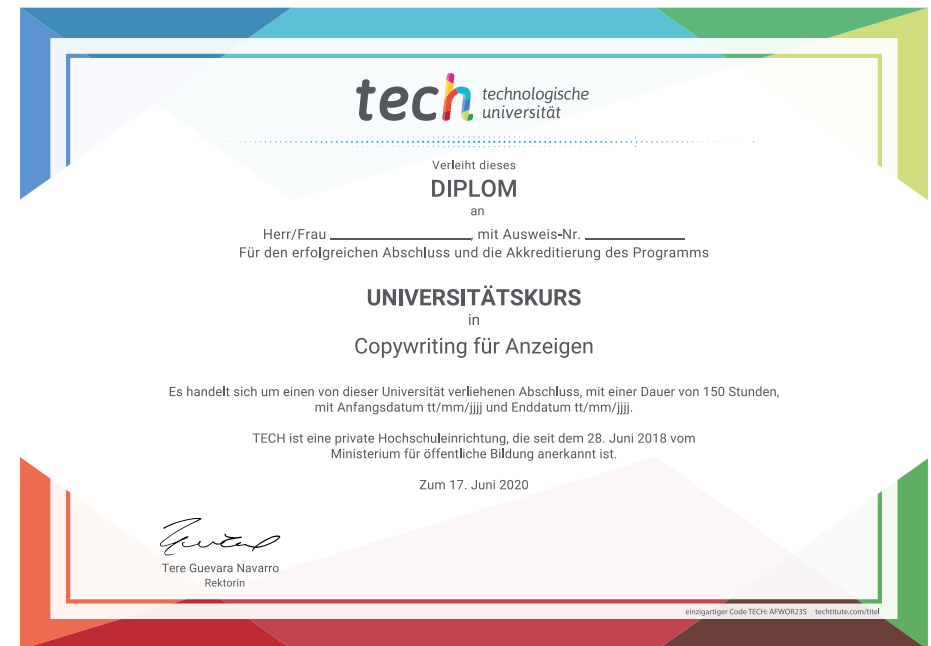 tech technologische
universität
Verleiht dieses
DIPLOM
an
Herr/Frau ____________, mit Ausweis-Nr. ____________
Für den erfolgreichen Abschluss und die Akkreditierung des Programms
UNIVERSITÄTSKURS
in
Copywriting für Anzeigen
Es handelt sich um einen von dieser Universität verliehenen Abschluss, mit einer Dauer von 150 Stunden,
mit Anfangsdatum tt/mm/jjjj und Enddatum tt/mm/jjjj.
TECH ist eine private Hochschuleinrichtung, die seit dem 28. Juni 2018 vom
Ministerium für öffentliche Bildung anerkannt ist.
Zum 17. Juni 2020
Tere Guevara Navarro
Rektorin
einzigartiger Code TECH: AFWOR23S techtitute.com/titel